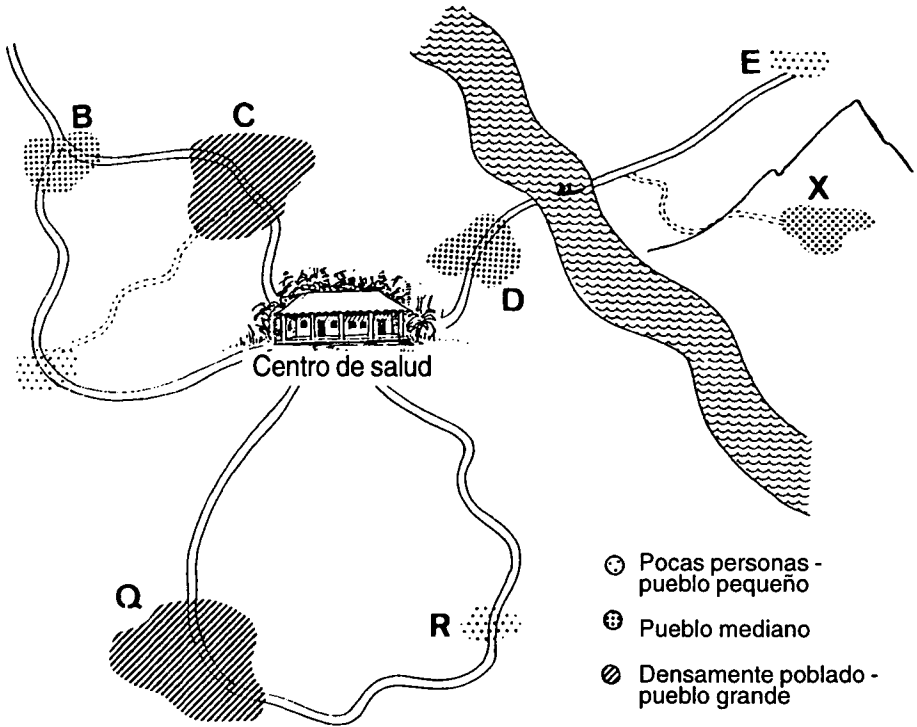 E
B
C
X
D
Centro de salud
Q
R
Pocas personas -
pueblo pequeño
Pueblo mediano
Densamente poblado -
pueblo grande